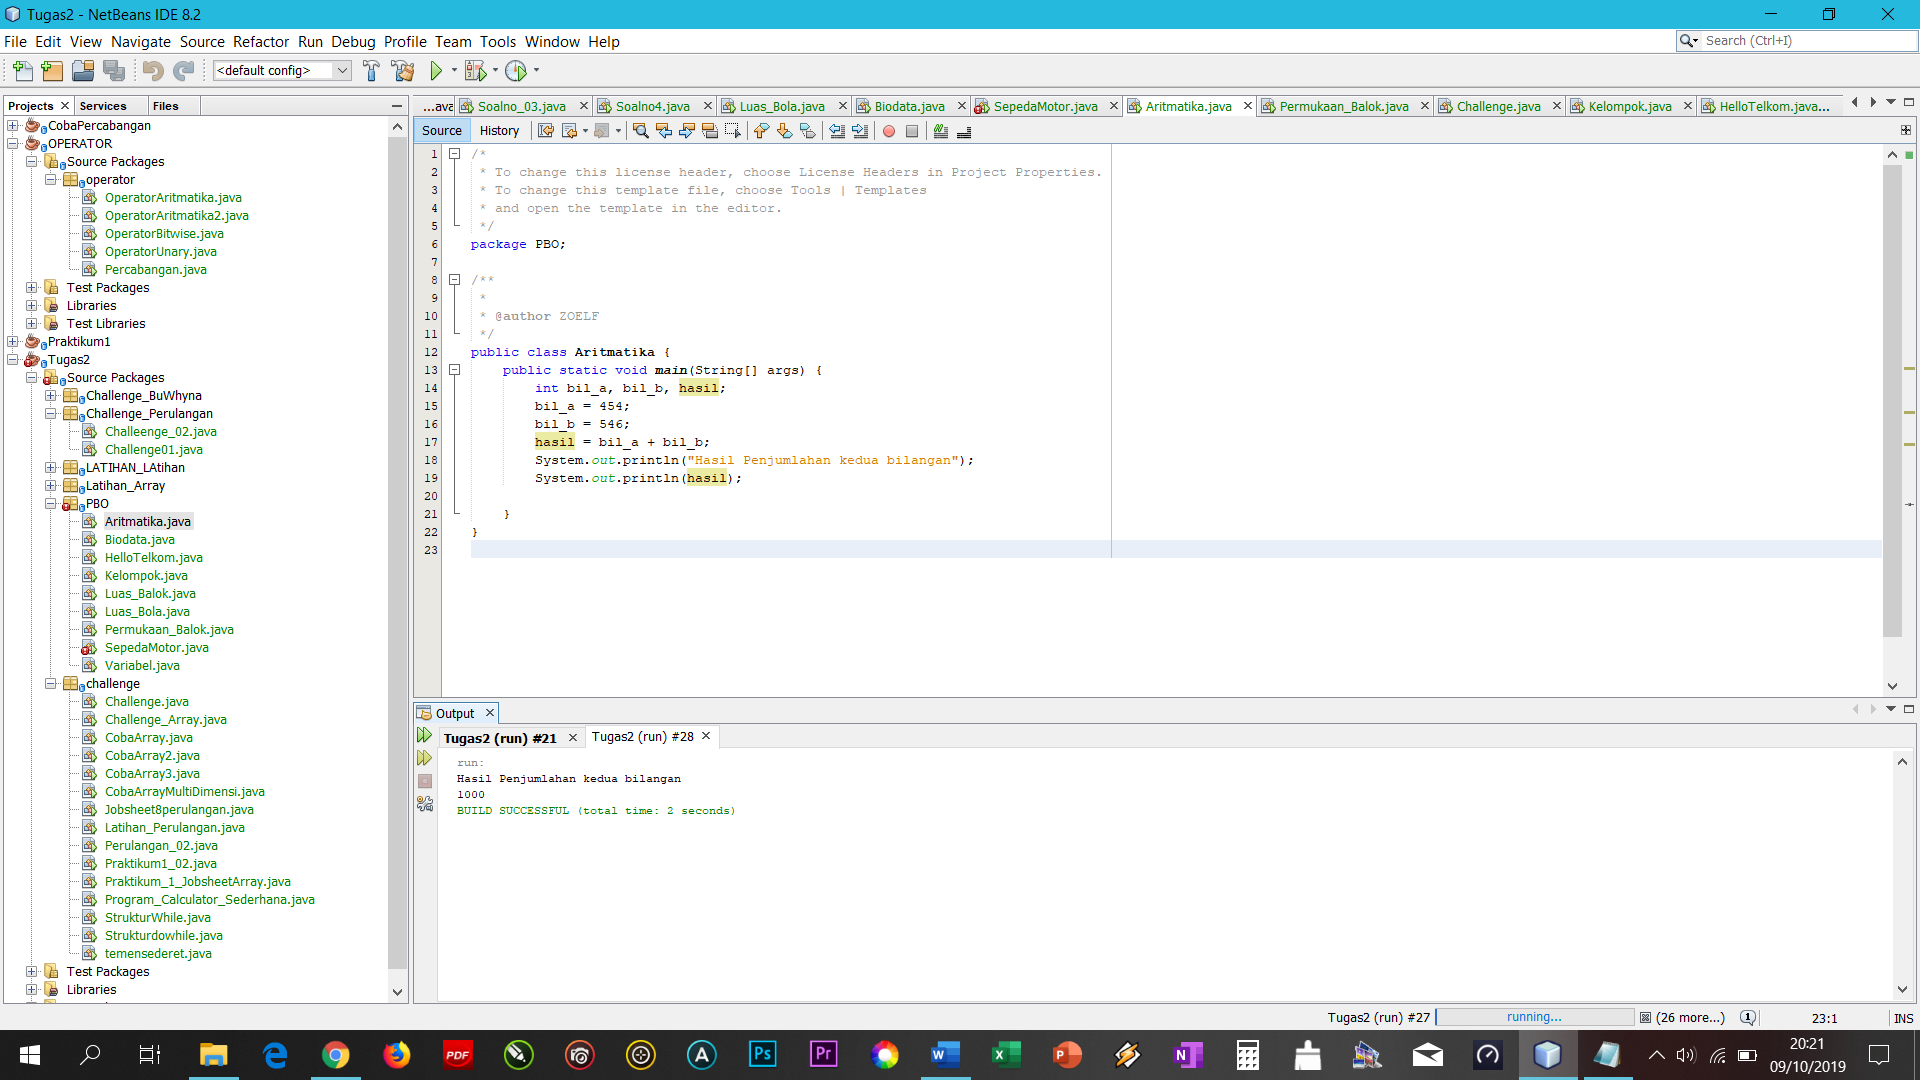 Tugas2 - NetBeans IDE 8.2
File Edit View Navigate Source Refactor Run Debug Profile Team Tools Window Help
Search (Ctrl+I)
<default config>
Projects Services Files
CobaPercabangan
OPERATOR
Source Packages
operator
OperatorAritmatika.java
OperatorAritmatika2.java
OperatorBitwise.java
OperatorUnary.java
Percabangan.java
Test Packages
Libraries
Test Libraries
Praktikum1
Tugas2
Source Packages
Challenge_BuWhyna
Challenge_Perulangan
Challeenge_02.java
Challenge01.java
LATIHAN_LAtihan
Latihan_Array
PBO
Aritmatika.java
Biodata.java
HelloTelkom.java
Kelompok.java
Luas_Balok.java
Luas_Bola.java
Permukaan_Balok.java
SepedaMotor.java
Variabel.java
challenge
Challenge.java
Challenge_Array.java
CobaArray.java
CobaArray2.java
CobaArray3.java
CobaArrayMultiDimensi.java
Jobsheet8perulangan.java
Latihan_Perulangan.java
Perulangan_02.java
Praktikum1_02.java
Praktikum_1_JobsheetArray.java
Program_Calculator_Sederhana.java
StrukturWhile.java
Strukturdowhile.java
temensederet.java
Test Packages
Libraries
...ava Soalno_03.java Soalno4.java Luas_Bola.java Biodata.java SepedaMotor.java Aritmatika.java Permukaan_Balok.java Challenge.java Kelompok.java HelloTelkom.java...
Source History
1 /*
2 * To change this license header, choose License Headers in Project Properties.
3 * To change this template file, choose Tools | Templates
4 * and open the template in the editor.
5 */
6 package PBO;
7
8 /**
9 *
10 * @author ZOELF
11 */
12 public class Aritmatika {
13 public static void main(String[] args) {
14 int bil_a, bil_b, hasil;
15 bil_a = 454;
16 bil_b = 546;
17 hasil = bil_a + bil_b;
18 System.out.println("Hasil Penjumlahan kedua bilangan");
19 System.out.println(hasil);
20
21 }
22 }
23
Output
Tugas2 (run) #21 Tugas2 (run) #28
run:
Hasil Penjumlahan kedua bilangan
1000
BUILD SUCCESSFUL (total time: 2 seconds)
Tugas2 (run) #27 running... (26 more...) 1 23:1 INS
PDF A Ps Pr W X P N
20:21
09/10/2019